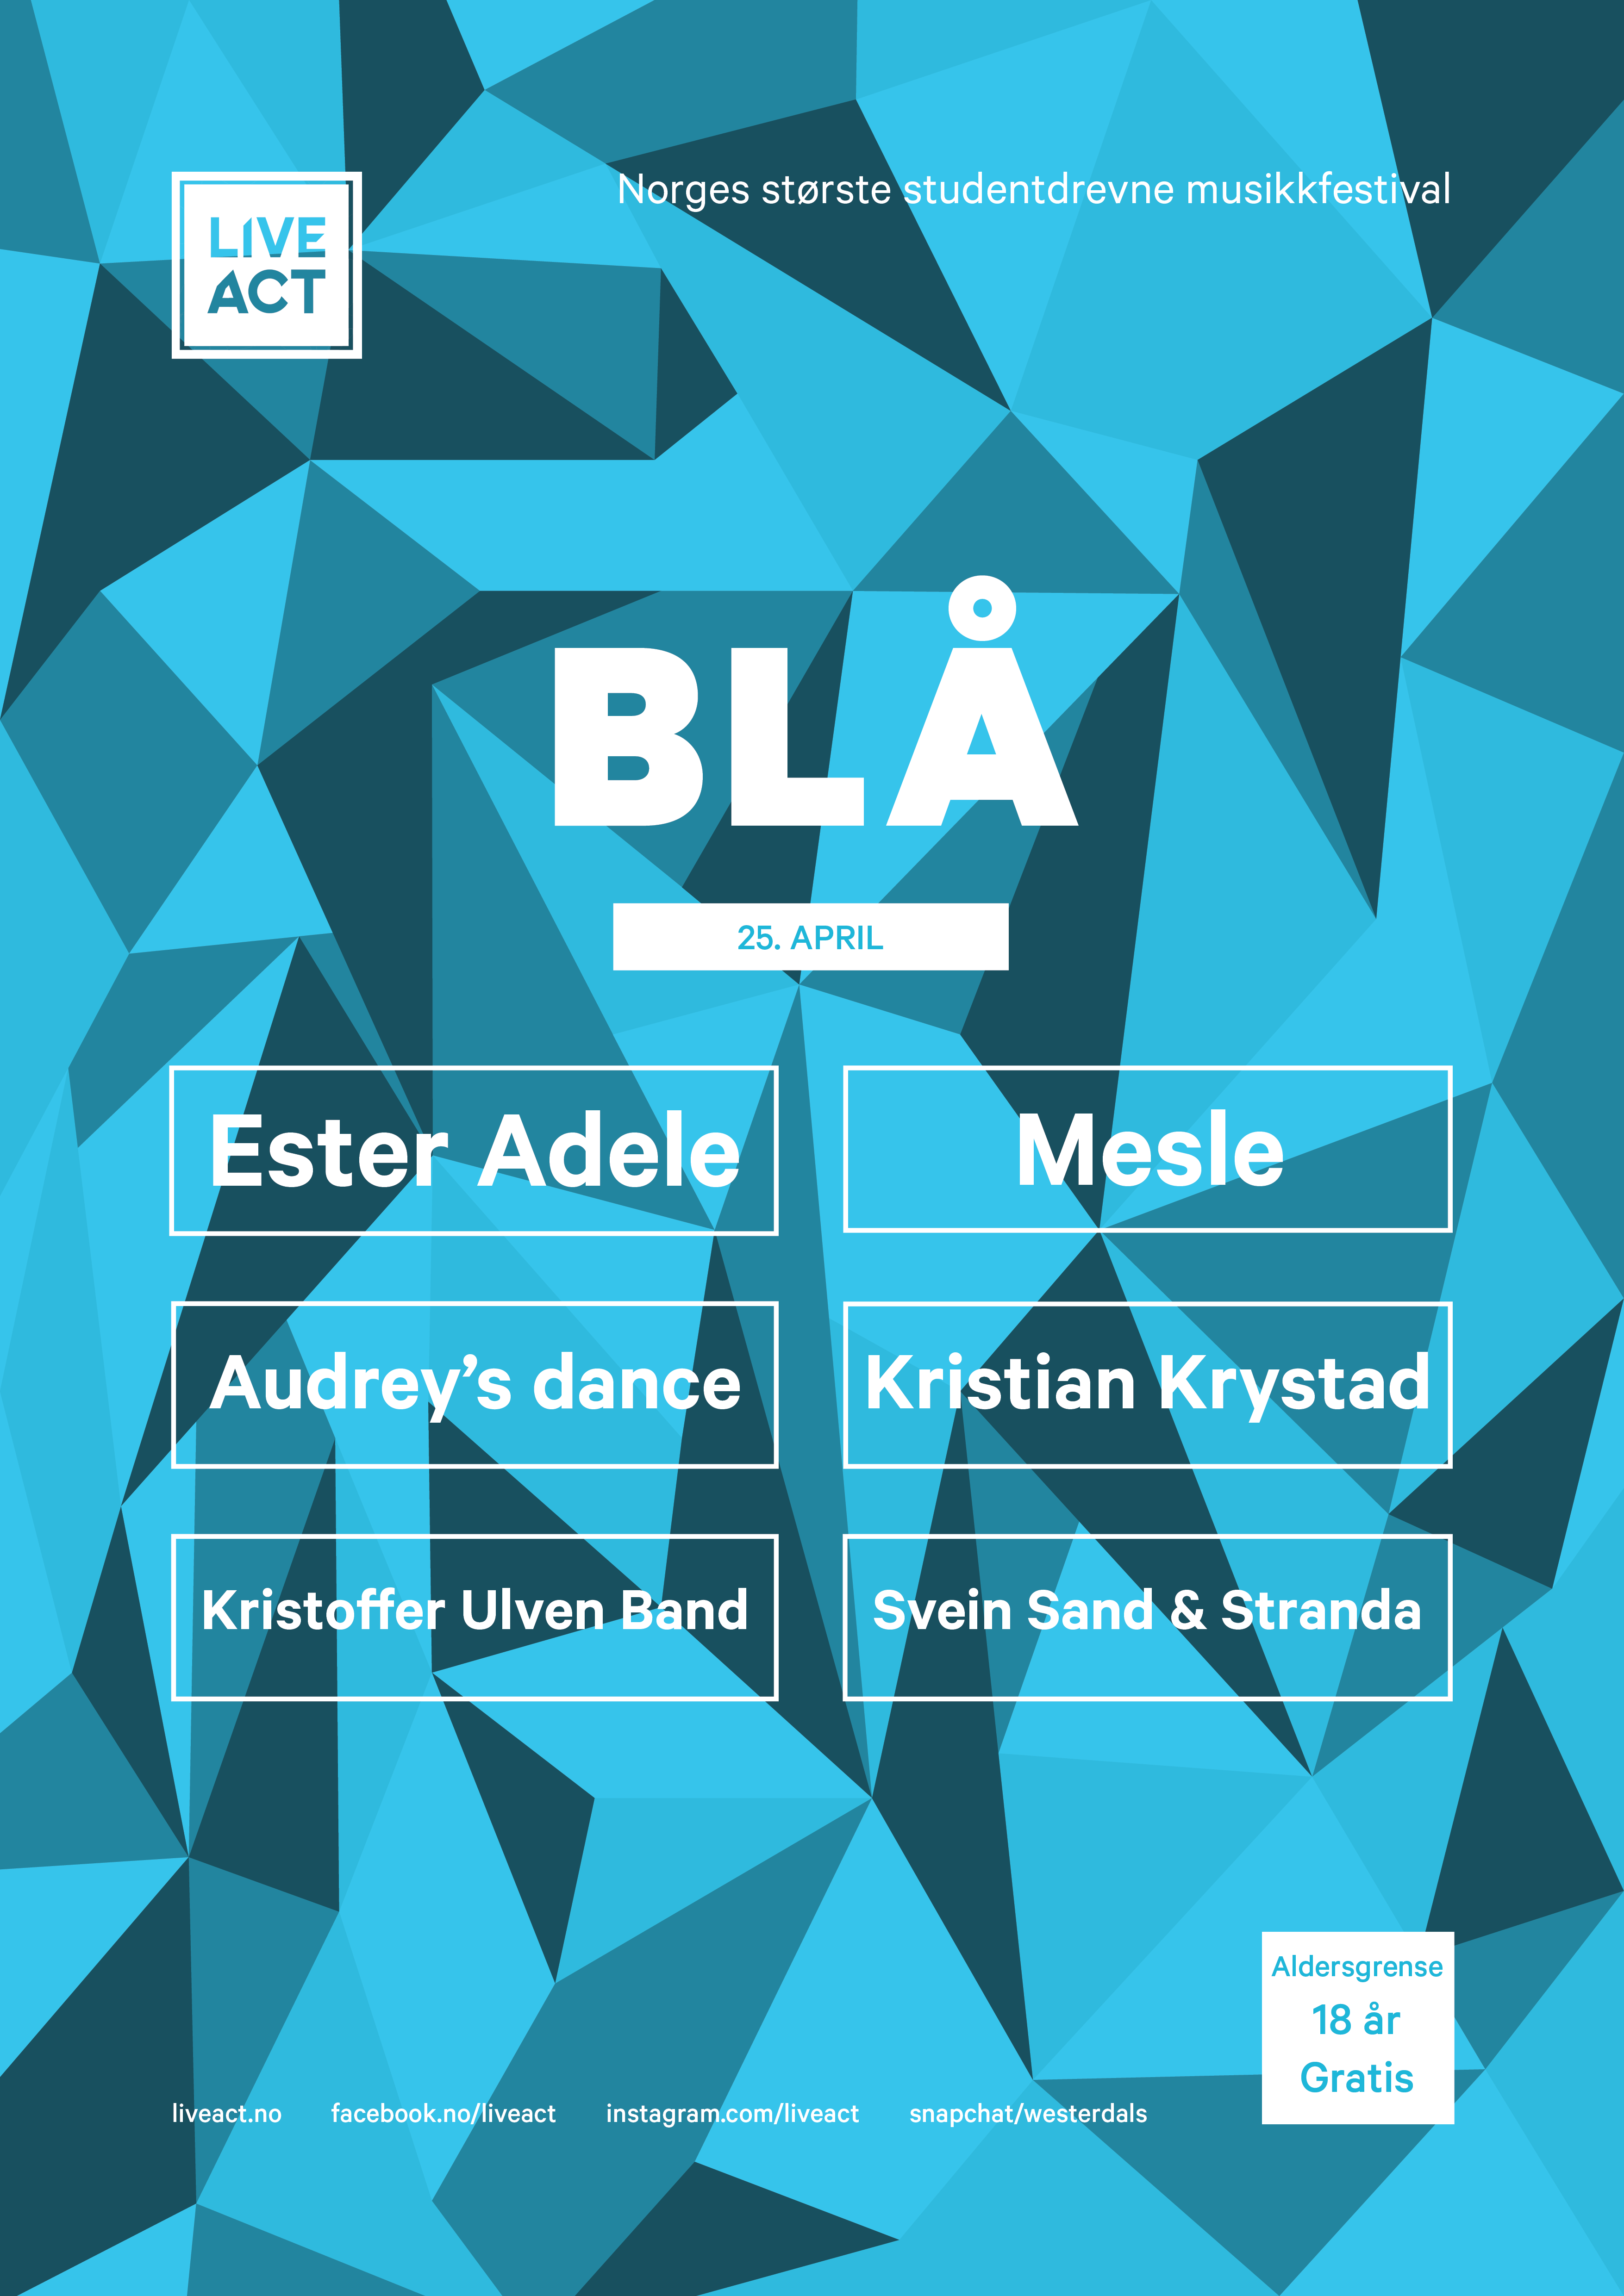 LIVE
ACT
Norges største studentdrevne musikkfestival
BLÅ
25. APRIL
Ester Adele
Mesle
Audrey’s dance
Kristian Krystad
Kristoffer Ulven Band
Svein Sand & Stranda
Aldersgrense
18 år
Gratis
liveact.no facebook.no/liveact instagram.com/liveact snapchat/westerdals